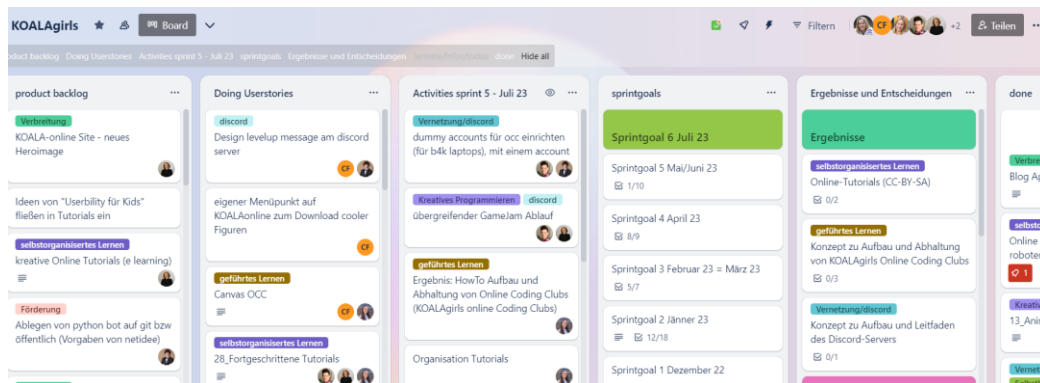 KOALAgirls
Board
Filtern
CF
+2
Teilen
duct backlog Doing Userstories Activities sprint 5 - Juli 23 sprintgoals Ergebnisse und Entscheidungen
done Hide all
product backlog
Verbreitung
KOALA-online Site - neues
Heroimage
Ideen von "Userbility für Kids"
fließen in Tutorials ein
selbstorganisisertes Lernen
kreative Online Tutorials (e learning)
Förderung
Ablegen von python bot auf git bzw
öffentlich (Vorgaben von netidee)
Doing Userstories
discord
Design levelup message am discord
server
CF
eigener Menüpunkt auf
KOALAonline zum Download cooler
Figuren
CF
geführtes Lernen
Canvas OCC
CF
selbstorganisisertes Lernen
28_Fortgeschrittene Tutorials
CF
Activities sprint 5 - Juli 23
Vernetzung/discord
dummy accounts für occ einrichten
(für b4k laptops), mit einem account
Kreatives Programmieren discord
übergreifender GameJam Ablauf
geführtes Lernen
Ergebnis: HowTo Aufbau und
Abhaltung von Online Coding Clubs
(KOALAgirls online Coding Clubs)
Organisation Tutorials
sprintgoals
Sprintgoal 6 Juli 23
Sprintgoal 5 Mai/Juni 23
1/10
Sprintgoal 4 April 23
8/9
Sprintgoal 3 Februar 23 = März 23
5/7
Sprintgoal 2 Jänner 23
12/18
Sprintgoal 1 Dezember 22
Ergebnisse und Entscheidungen
Ergebnisse
selbstorganisisertes Lernen
Online-Tutorials (CC-BY-SA)
0/2
geführtes Lernen
Konzept zu Aufbau und Abhaltung
von KOALAgirls Online Coding Clubs
0/3
Vernetzung/discord
Konzept zu Aufbau und Leitfaden
des Discord-Servers
0/1
done
Verbre
Blog Ap
selbsto
Online
roboter
1
Kreativ
13_Ani
Vernet